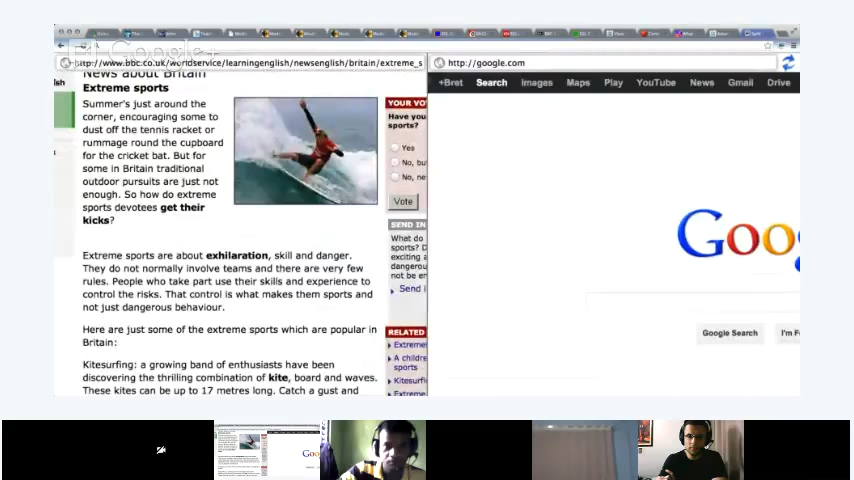 Google+
http://www.bbc.co.uk/worldservice/learningenglish/newsenglish/britain/extreme_s
http://google.com
News about Britain
Extreme sports
Summer's just around the
corner, encouraging some to
dust off the tennis racket or
rummage round the cupboard
for the cricket bat. But for
some in Britain traditional
outdoor pursuits are just not
enough. So how do extreme
sports devotees get their
kicks?
Extreme sports are about exhilaration, skill and danger.
They do not normally involve teams and there are very few
rules. People who take part use their skills and experience to
control the risks. That control is what makes them sports and
not just dangerous behaviour.
Here are just some of the extreme sports which are popular in
Britain:
Kitesurfing: a growing band of enthusiasts have been
discovering the thrilling combination of kite, board and waves.
These kites can be up to 17 metres long. Catch a gust and
YOUR VO
Have you
sports?
Yes
No, bu
No, ne
Vote
SEND IN
What do
sports? D
exciting a
dangerou
not be en
Send i
RELATED
Extreme
A childre
sports
Kitesurfi
Extreme
+Bret Search Images Maps Play YouTube News Gmail Drive
Google
Google Search I'm F